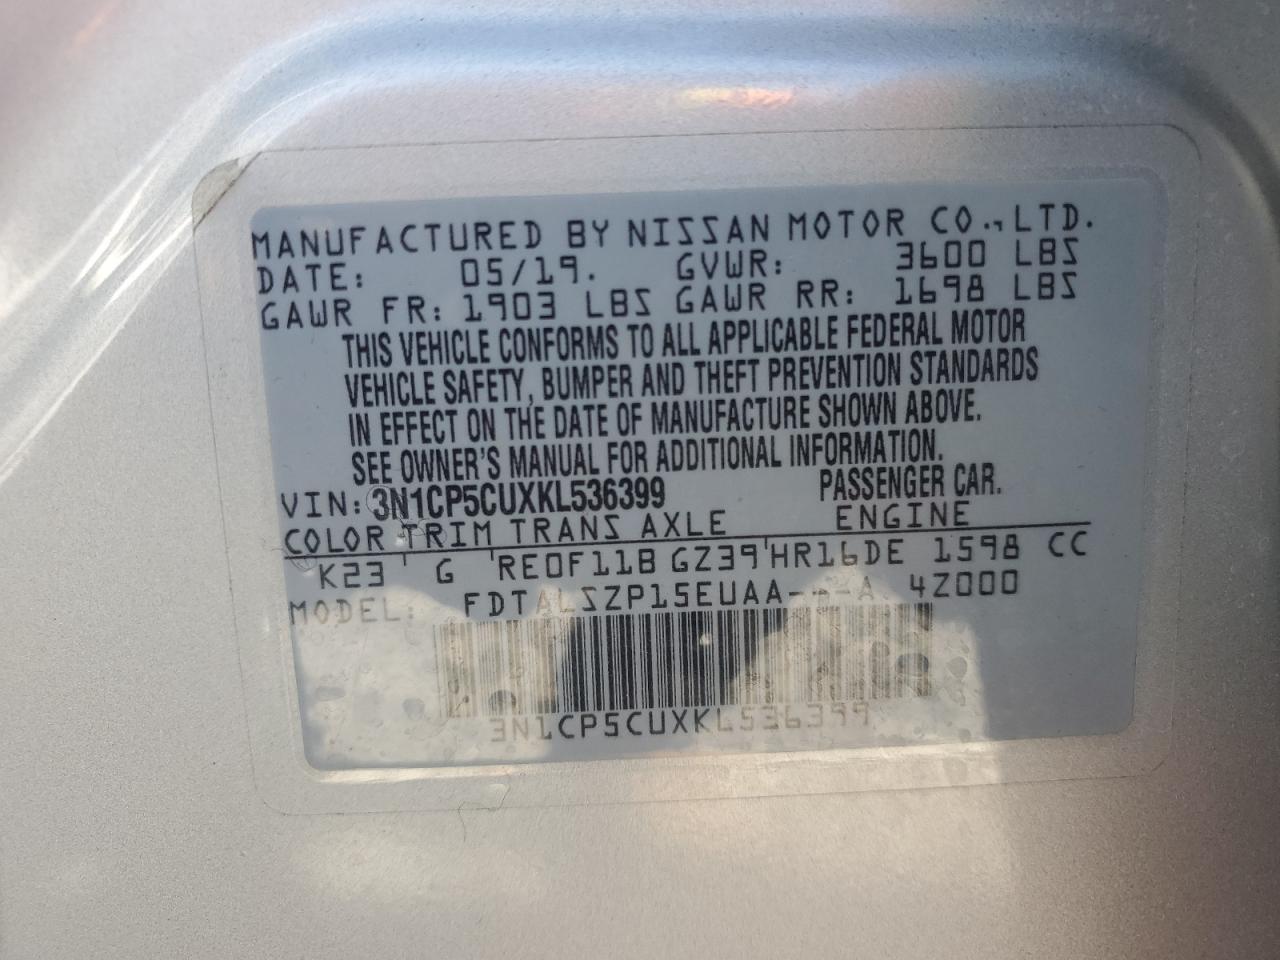 MANUFACTURED BY NISSAN MOTOR CO., LTD.
DATE: 05/19. GVWR: 3600 LBS
GAWR FR: 1903 LBS GAWR RR: 1698 LBS
THIS VEHICLE CONFORMS TO ALL APPLICABLE FEDERAL MOTOR
VEHICLE SAFETY, BUMPER AND THEFT PREVENTION STANDARDS
IN EFFECT ON THE DATE OF MANUFACTURE SHOWN ABOVE.
SEE OWNER'S MANUAL FOR ADDITIONAL INFORMATION.
VIN: 3N1CP5CUXKL536399 PASSENGER CAR.
COLOR TRIM TRANS AXLE ENGINE
K23 G RE0F11B GZ39 HR16DE 1598 CC
MODEL: FDTALSZP15EUAA---A 4Z000
3N1CP5CUXKL536399